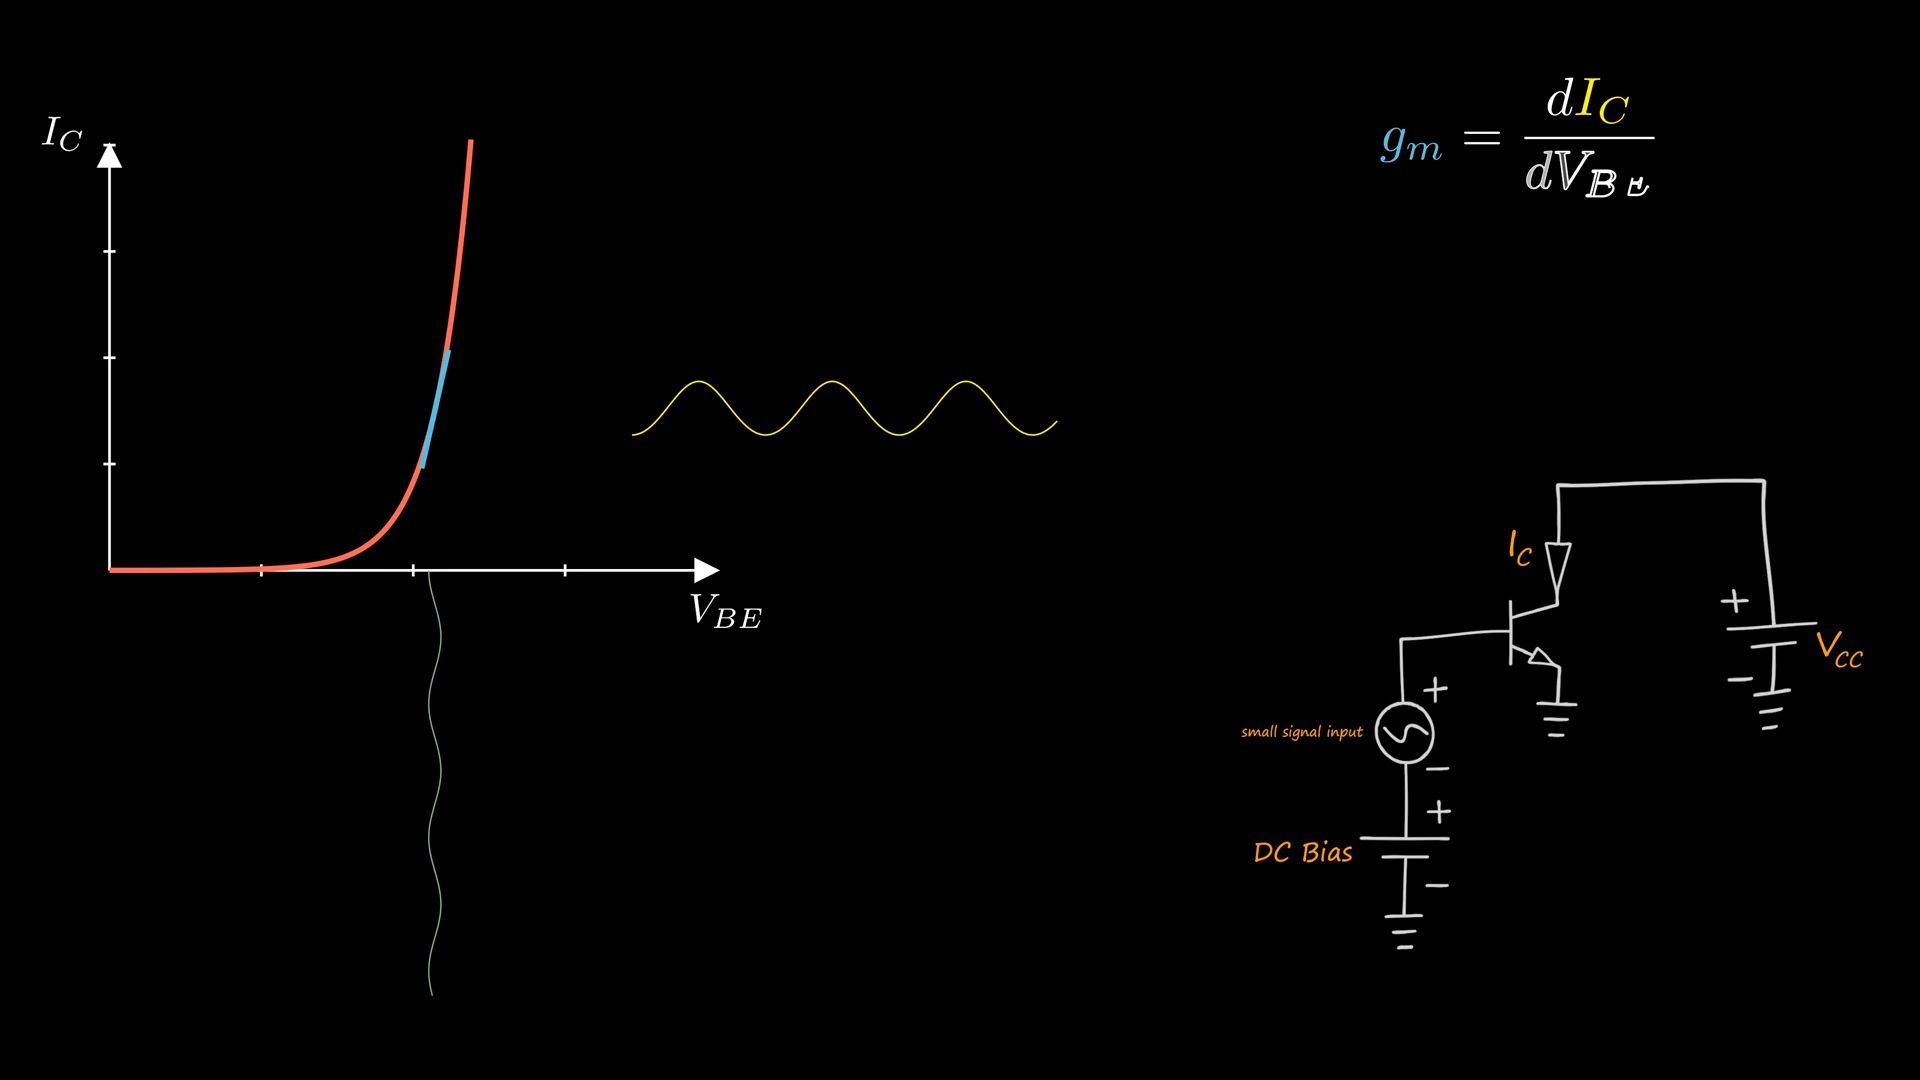 I_C
g_m = dI_C / dV_BE
V_BE
I_C
+
V_CC
−
+
small signal input
−
+
DC Bias
−